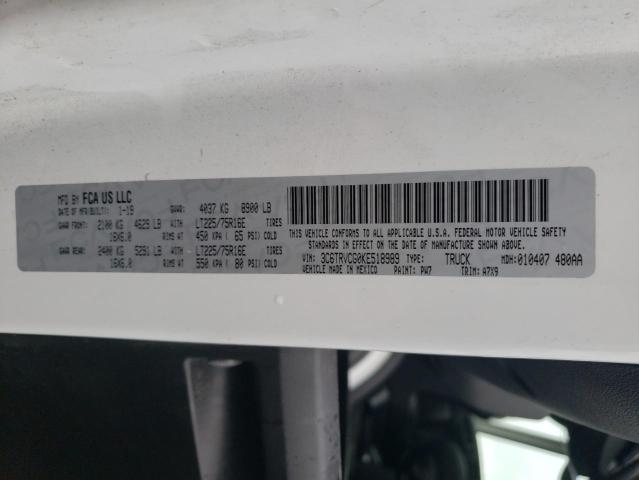 MFD BY FCA US LLC
DATE OF MFR(BUILT): 1-19 GVWR: 4037 KG 8900 LB
GAWR FRONT: 2100 KG 4629 LB LT225/75R16E TIRES
16X6.0 RIMS AT 450 KPA ( 65 PSI) COLD
GAWR REAR: 2400 KG 5291 LB LT225/75R16E TIRES
16X6.0 RIMS AT 550 KPA ( 80 PSI) COLD
THIS VEHICLE CONFORMS TO ALL APPLICABLE U.S.A. FEDERAL MOTOR VEHICLE SAFETY
STANDARDS IN EFFECT ON THE DATE OF MANUFACTURE SHOWN ABOVE.
VIN: 3C6TRVCG0KE518989 TYPE: TRUCK MDH: 010407 480AA
MADE IN MEXICO PAINT: PW7 TRIM: A7X9